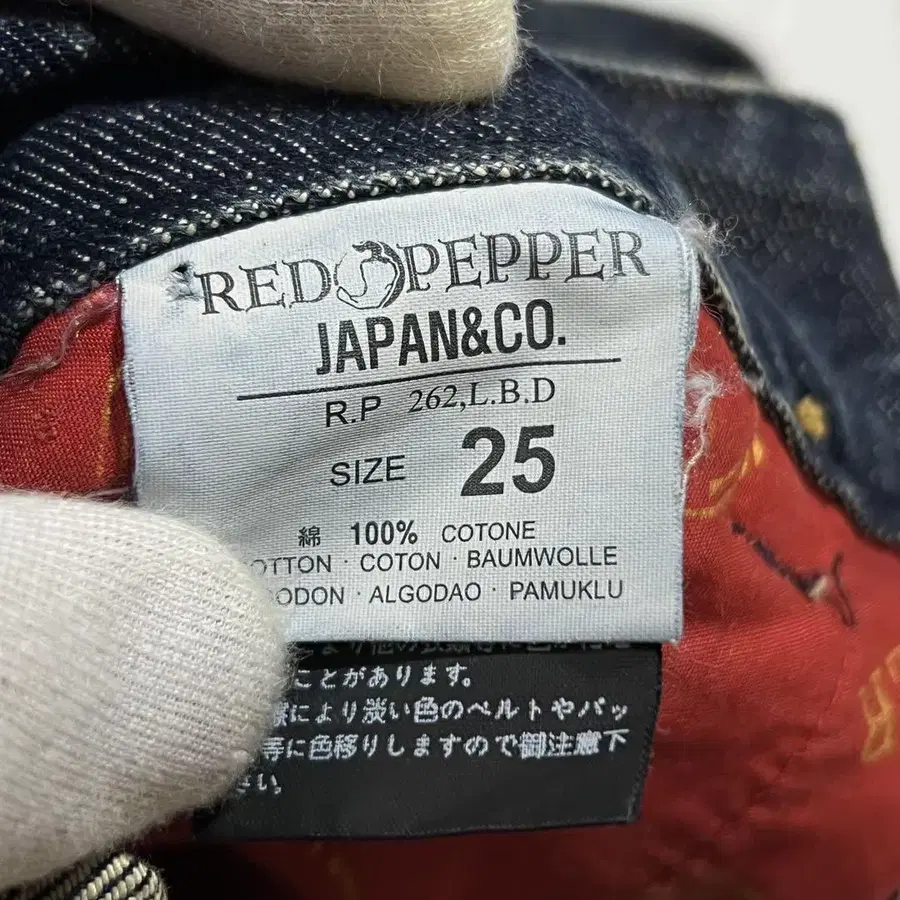 RED PEPPER
JAPAN&CO.
R.P 262,L.B.D
SIZE 25
綿 100% COTONE
OTTON · COTON · BAUMWOLLE
ODON · ALGODAO · PAMUKLU
ことがあります。
により淡い色のベルトやバッ
等に色移りしますので御注意下
さい。